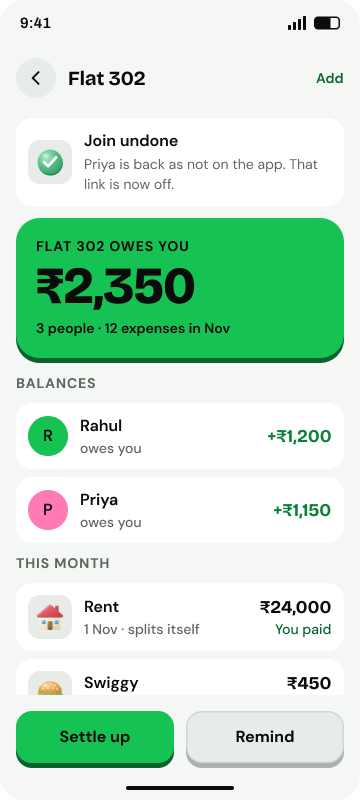 9:41
Flat 302
Add
Join undone
Priya is back as not on the app. That
link is now off.
FLAT 302 OWES YOU
₹2,350
3 people · 12 expenses in Nov
BALANCES
R
Rahul
owes you
+₹1,200
P
Priya
owes you
+₹1,150
THIS MONTH
Rent
₹24,000
1 Nov · splits itself
You paid
Swiggy
₹450
Settle up
Remind